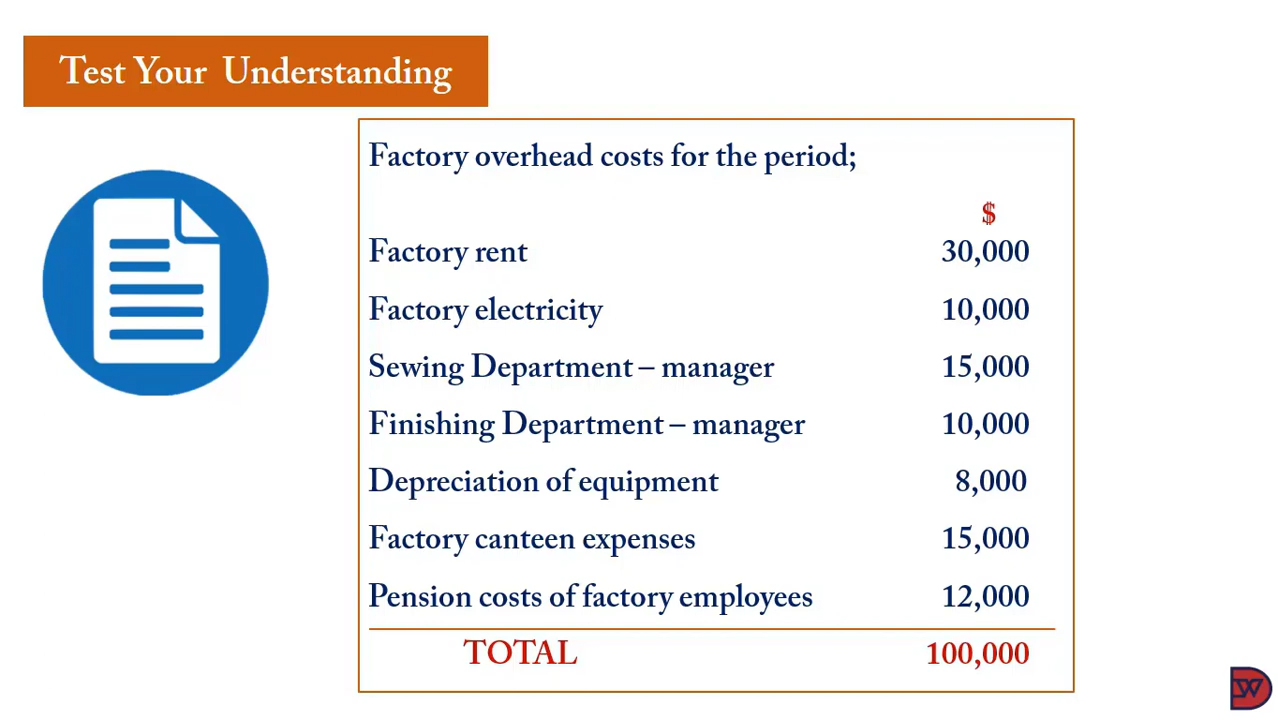 Test Your Understanding
Factory overhead costs for the period;
$
Factory rent 30,000
Factory electricity 10,000
Sewing Department – manager 15,000
Finishing Department – manager 10,000
Depreciation of equipment 8,000
Factory canteen expenses 15,000
Pension costs of factory employees 12,000
TOTAL 100,000
DW